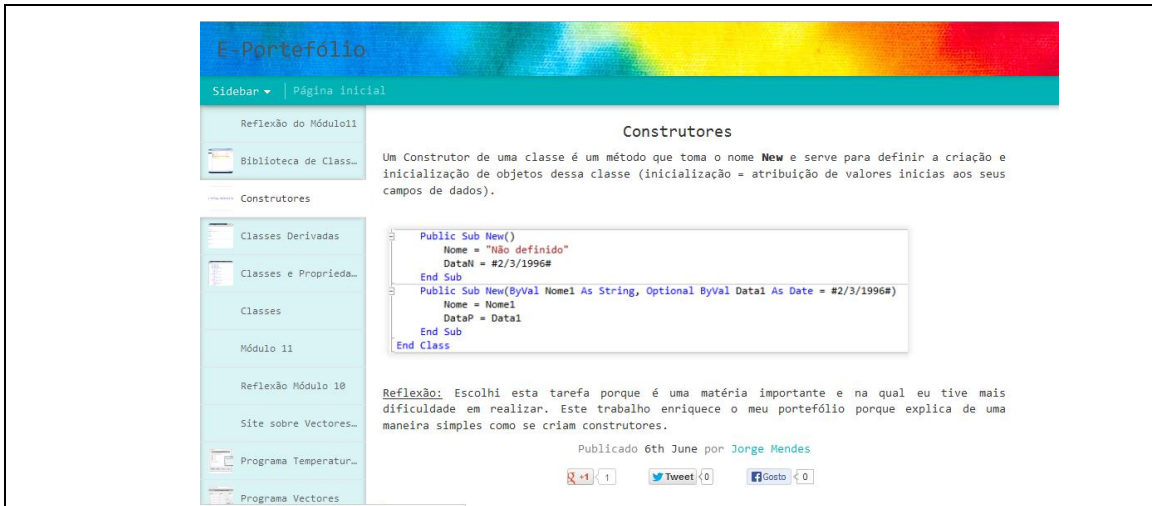 E-Portefólio
Sidebar Página inicial
Reflexão do Módulo11
Biblioteca de Class…
Construtores
Classes Derivadas
Classes e Proprieda…
Classes
Módulo 11
Reflexão Módulo 10
Site sobre Vectores…
Programa Temperatur…
Programa Vectores
Construtores
Um Construtor de uma classe é um método que toma o nome New e serve para definir a criação e
inicialização de objetos dessa classe (inicialização = atribuição de valores inicias aos seus
campos de dados).
Public Sub New()
Nome = "Não definido"
DataN = #2/3/1996#
End Sub
Public Sub New(ByVal Nome1 As String, Optional ByVal Data1 As Date = #2/3/1996#)
Nome = Nome1
DataP = Data1
End Sub
End Class
Reflexão: Escolhi esta tarefa porque é uma matéria importante e na qual eu tive mais
dificuldade em realizar. Este trabalho enriquece o meu portefólio porque explica de uma
maneira simples como se criam construtores.
Publicado 6th June por Jorge Mendes
g +1 1 Tweet 0 Gosto 0